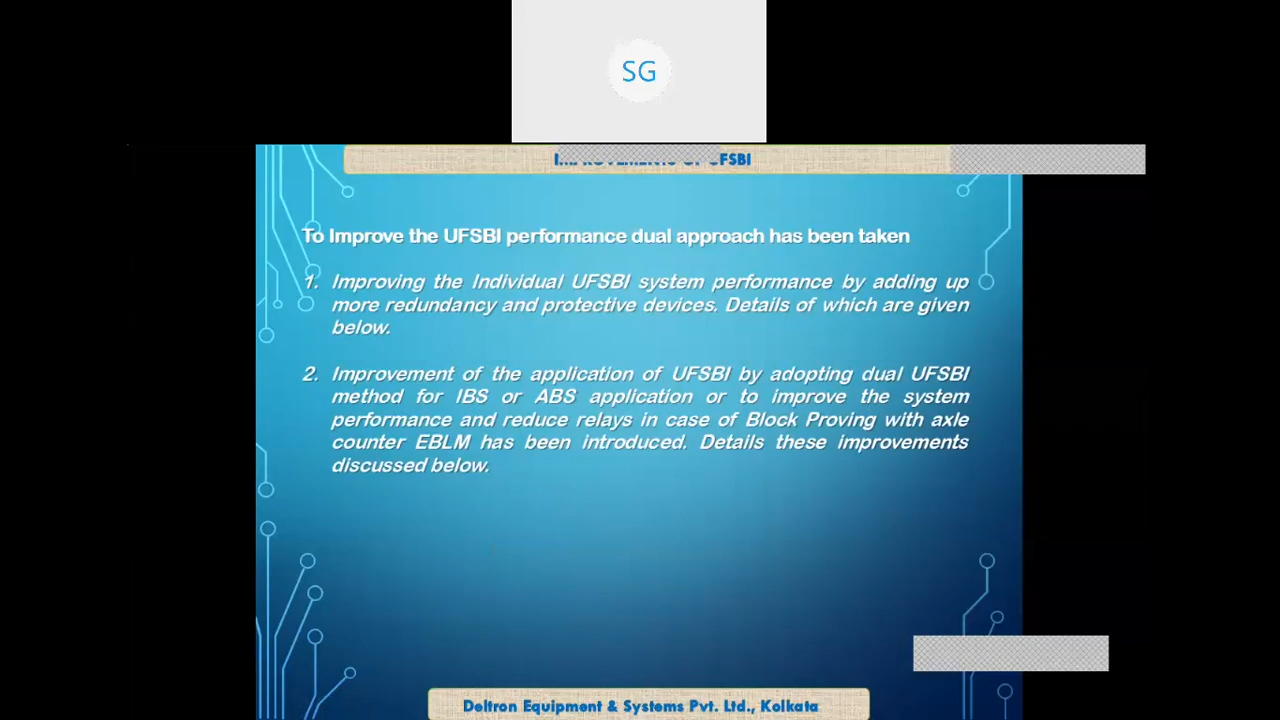 SG
OF UFSBI
To Improve the UFSBI performance dual approach has been taken
1. Improving the Individual UFSBI system performance by adding up
more redundancy and protective devices. Details of which are given
below.
2. Improvement of the application of UFSBI by adopting dual UFSBI
method for IBS or ABS application or to improve the system
performance and reduce relays in case of Block Proving with axle
counter EBLM has been introduced. Details these improvements
discussed below.
Deltron Equipment & Systems Pvt. Ltd., Kolkata